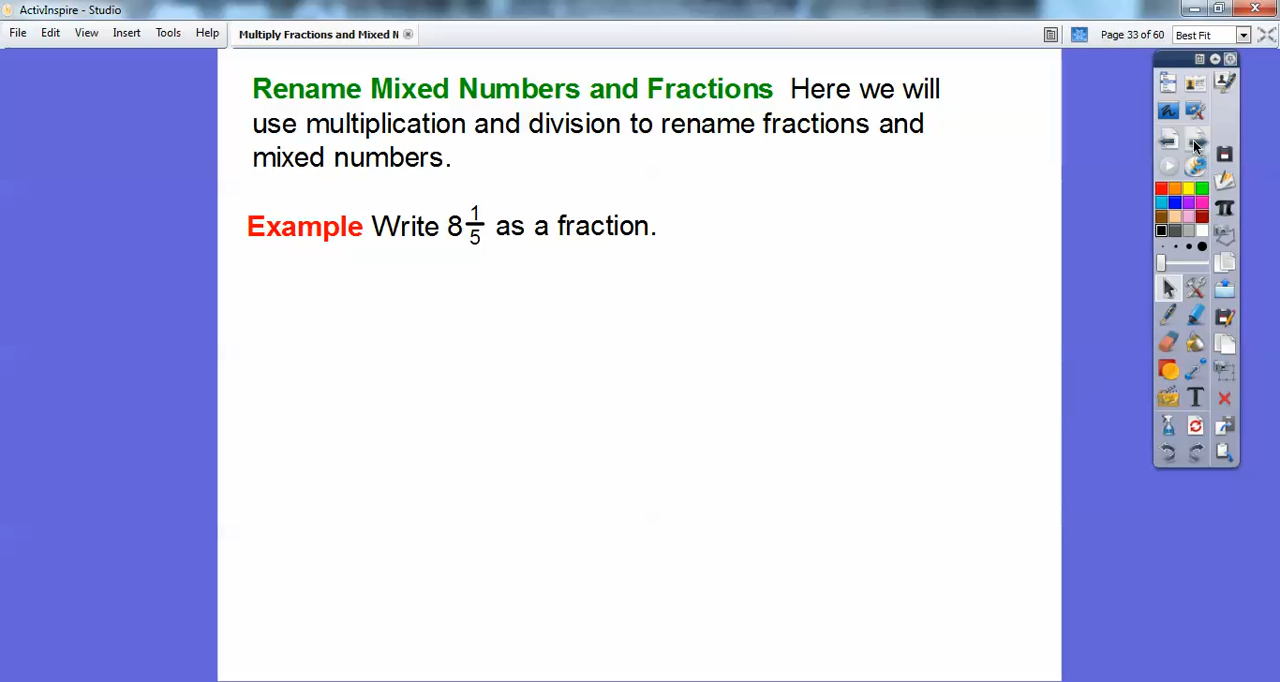 ActivInspire - Studio
File Edit View Insert Tools Help Multiply Fractions and Mixed N Page 33 of 60 Best Fit
Rename Mixed Numbers and Fractions Here we will
use multiplication and division to rename fractions and
mixed numbers.
Example Write 8 1/5 as a fraction.